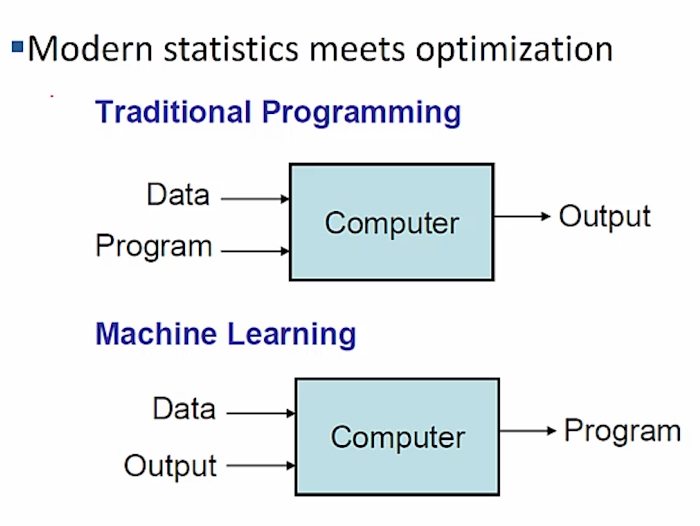 ▪Modern statistics meets optimization
Traditional Programming
Data
Program
Computer
Output
Machine Learning
Data
Output
Computer
Program